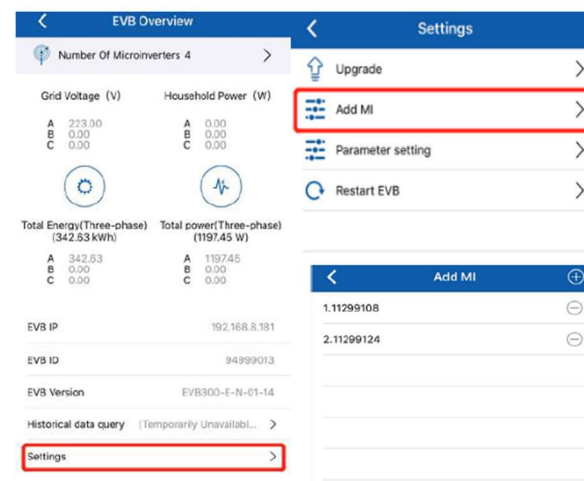 EVB Overview
Number Of Microinverters 4
Grid Voltage (V) Household Power (W)
A 223.00 A 0.00
B 0.00 B 0.00
C 0.00 C 0.00
Total Energy(Three-phase) Total power(Three-phase)
(342.63 kWh) (1197.45 W)
A 342.63 A 1197.45
B 0.00 B 0.00
C 0.00 C 0.00
EVB IP 192.168.8.181
EVB ID 94999013
EVB Version EVB300-E-N-01-14
Historical data query (Temporarily Unavailabl...
Settings
Settings
Upgrade
Add MI
Parameter setting
Restart EVB
Add MI
1.11299108
2.11299124